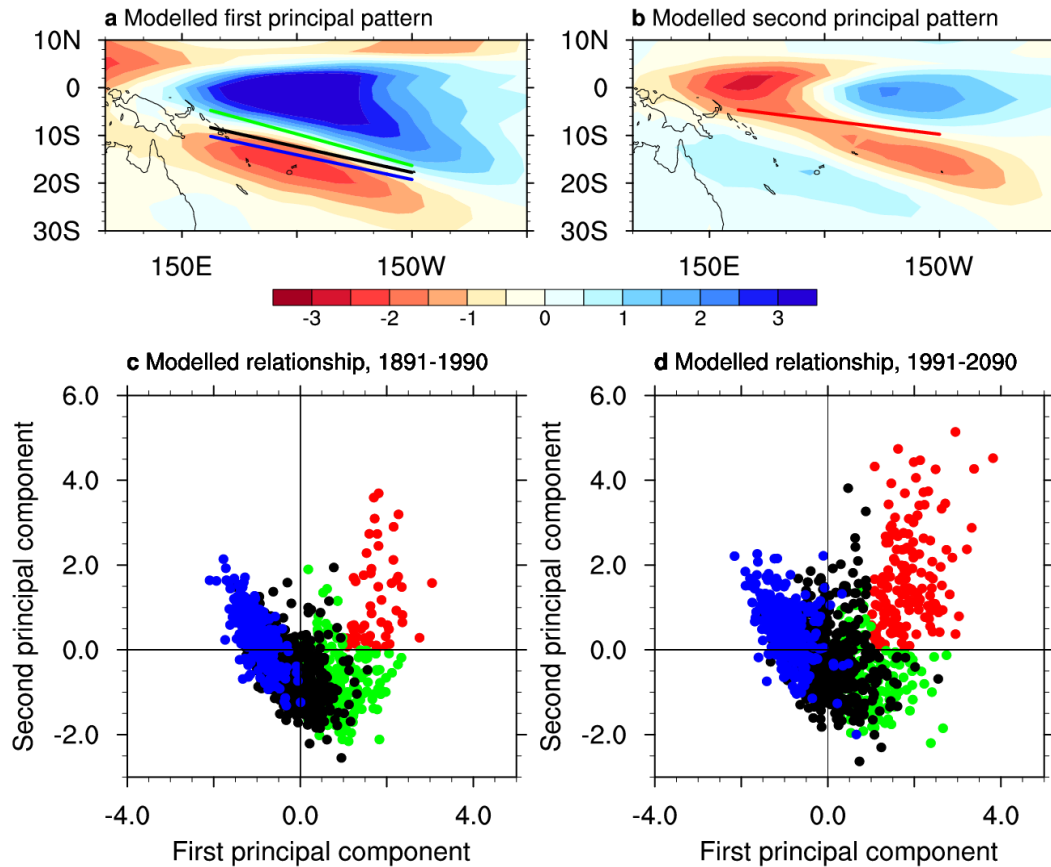 a Modelled first principal pattern
b Modelled second principal pattern
10N
0
10S
20S
30S
150E
150W
10N
0
10S
20S
30S
150E
150W
-3 -2 -1 0 1 2 3
c Modelled relationship, 1891-1990
d Modelled relationship, 1991-2090
Second principal component
6.0
4.0
2.0
0.0
-2.0
-4.0 0.0 4.0
First principal component
Second principal component
6.0
4.0
2.0
0.0
-2.0
-4.0 0.0 4.0
First principal component